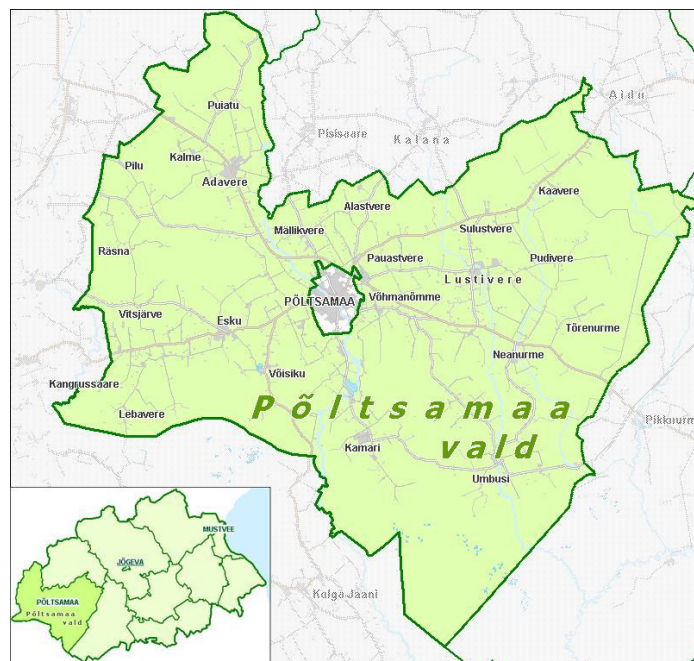 Puiatu
Aidu
Pisisaare
Kalana
Kalme
Pilu
Adavere
Kaavere
Alastvere
Mällikvere
Sulustvere
Räsna
Pauastvere
Pudivere
Lustivere
PÕLTSAMAA
Võhmanõmme
Vitsjärve
Esku
Tõrenurme
Neanurme
Võisiku
Kangrussaare
Lebavere
Põltsamaa
vald
Pikknurme
Kamari
Umbusi
Kolga-Jaani
MUSTVEE
JÕGEVA
PÕLTSAMAA
Põltsamaa
vald